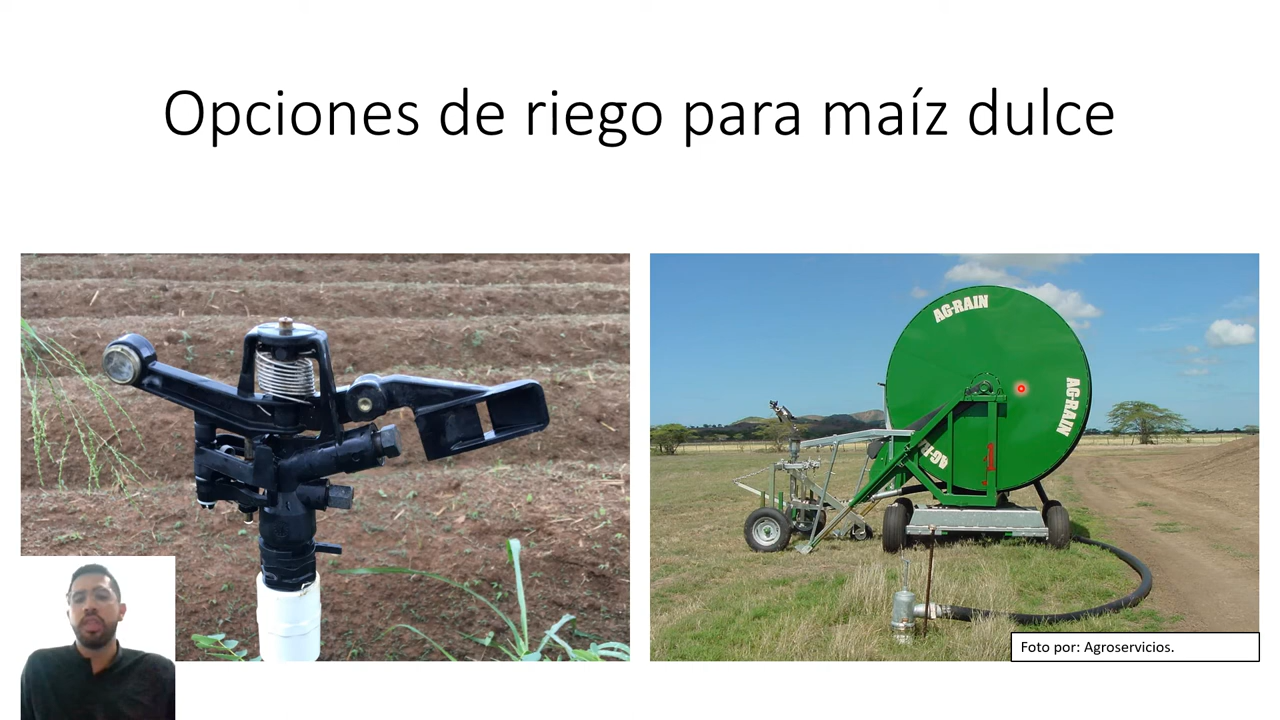 Opciones de riego para maíz dulce
AG-RAIN
AG-RAIN
Foto por: Agroservicios.